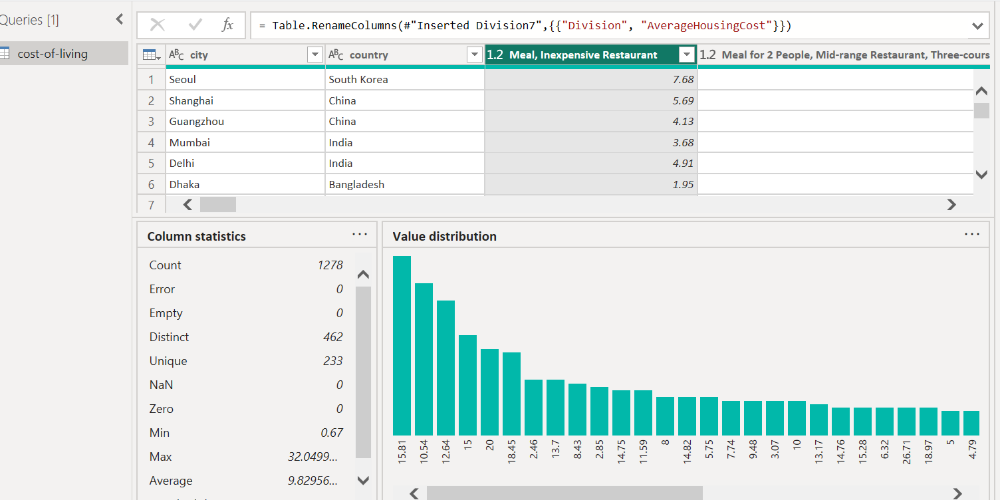 Queries [1]
fx
= Table.RenameColumns(#"Inserted Division7",{{"Division", "AverageHousingCost"}})
cost-of-living
ABC city
ABC country
1.2 Meal, Inexpensive Restaurant
1.2 Meal for 2 People, Mid-range Restaurant, Three-cours
1 Seoul South Korea 7.68
2 Shanghai China 5.69
3 Guangzhou China 4.13
4 Mumbai India 3.68
5 Delhi India 4.91
6 Dhaka Bangladesh 1.95
7
Column statistics ...
Count 1278
Error 0
Empty 0
Distinct 462
Unique 233
NaN 0
Zero 0
Min 0.67
Max 32.0499...
Average 9.82956...
Value distribution ...
15.81
10.54
12.64
15
20
18.45
2.46
13.7
8.43
2.85
14.75
11.59
8
14.82
5.75
7.74
9.48
3.07
10
13.17
14.76
15.28
6.32
26.71
18.97
5
4.79